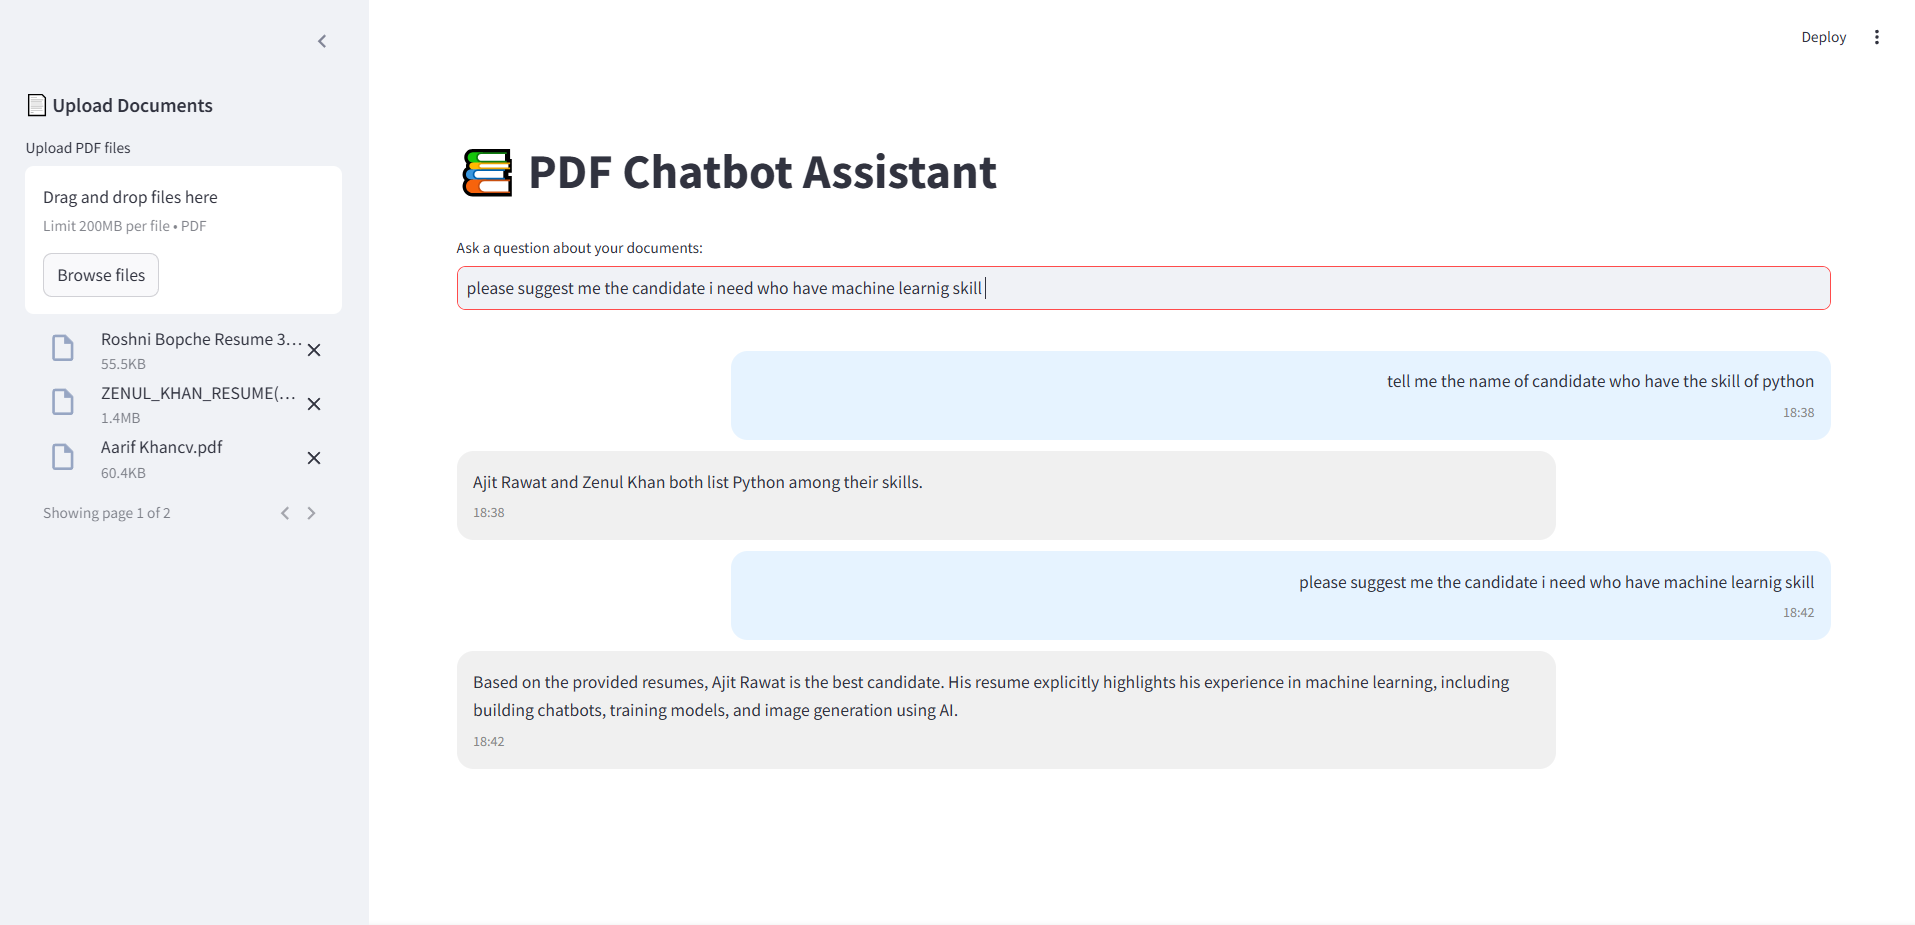 Deploy
Upload Documents
Upload PDF files
Drag and drop files here
Limit 200MB per file • PDF
Browse files
Roshni Bopche Resume 3...
55.5KB
ZENUL_KHAN_RESUME(...
1.4MB
Aarif Khancv.pdf
60.4KB
Showing page 1 of 2
PDF Chatbot Assistant
Ask a question about your documents:
please suggest me the candidate i need who have machine learnig skill
tell me the name of candidate who have the skill of python
18:38
Ajit Rawat and Zenul Khan both list Python among their skills.
18:38
please suggest me the candidate i need who have machine learnig skill
18:42
Based on the provided resumes, Ajit Rawat is the best candidate. His resume explicitly highlights his experience in machine learning, including
building chatbots, training models, and image generation using AI.
18:42